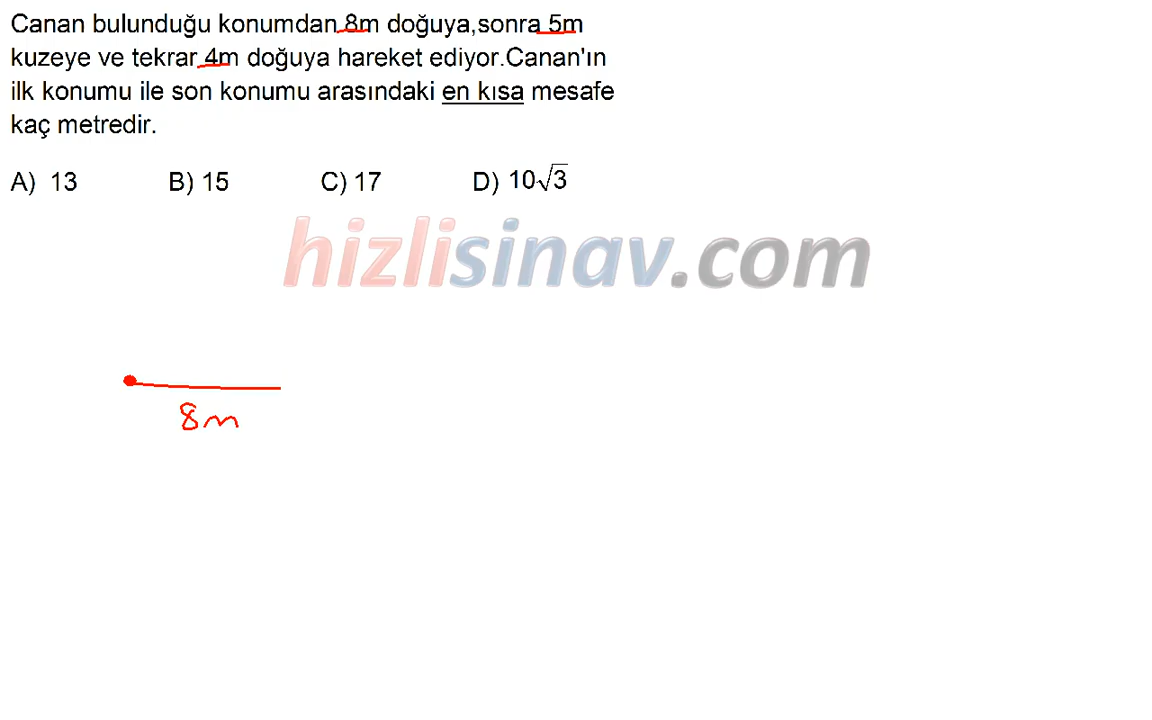 Canan bulunduğu konumdan 8m doğuya,sonra 5m
kuzeye ve tekrar 4m doğuya hareket ediyor.Canan'ın
ilk konumu ile son konumu arasındaki en kısa mesafe
kaç metredir.
A) 13 B) 15 C) 17 D) 10√3
hizlisinav.com
8m